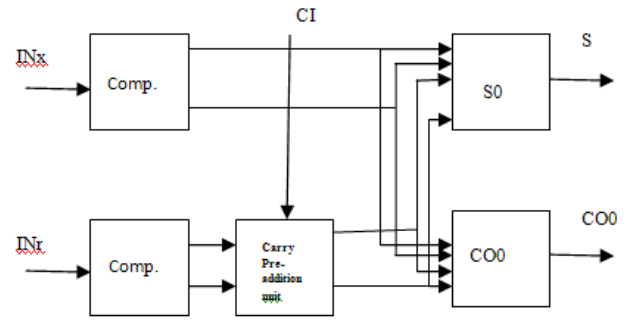 CI
INx
Comp.
S
S0
INr
Comp.
Carry
Pre-
addition
unit.
CO0
CO0